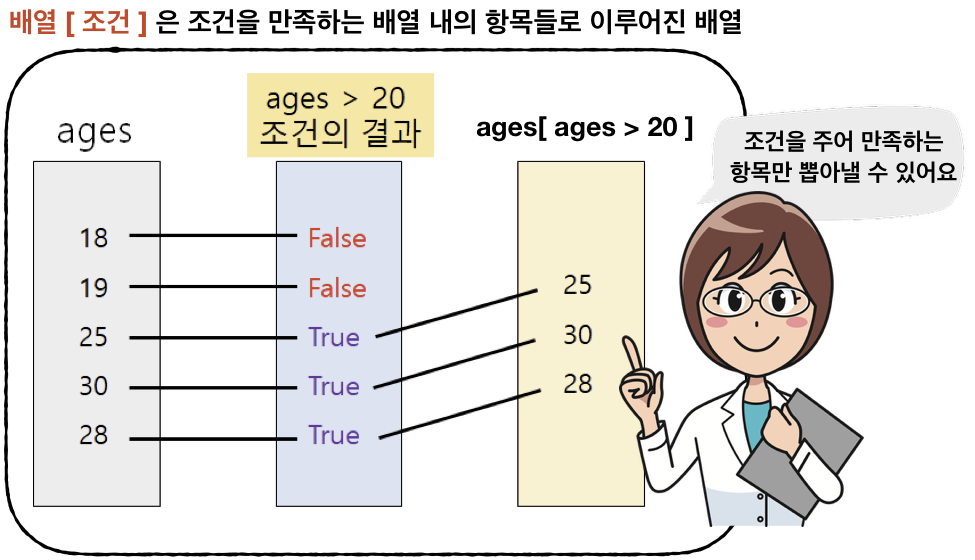 배열 [ 조건 ] 은 조건을 만족하는 배열 내의 항목들로 이루어진 배열
ages
ages > 20
조건의 결과
ages[ ages > 20 ]
조건을 주어 만족하는
항목만 뽑아낼 수 있어요
18 False
19 False
25 True 25
30 True 30
28 True 28